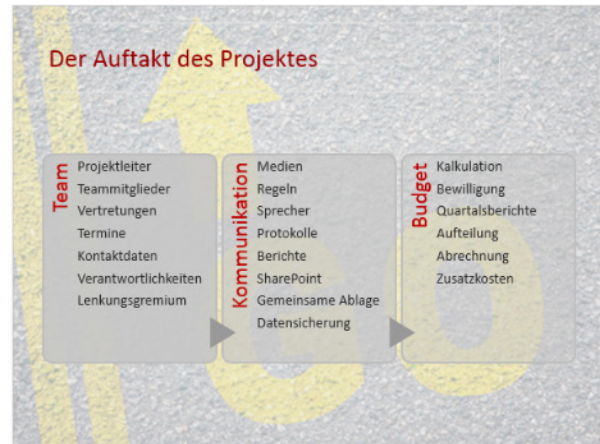 Der Auftakt des Projektes
Team
Projektleiter
Teammitglieder
Vertretungen
Termine
Kontaktdaten
Verantwortlichkeiten
Lenkungsgremium
Kommunikation
Medien
Regeln
Sprecher
Protokolle
Berichte
SharePoint
Gemeinsame Ablage
Datensicherung
Budget
Kalkulation
Bewilligung
Quartalsberichte
Aufteilung
Abrechnung
Zusatzkosten
GO